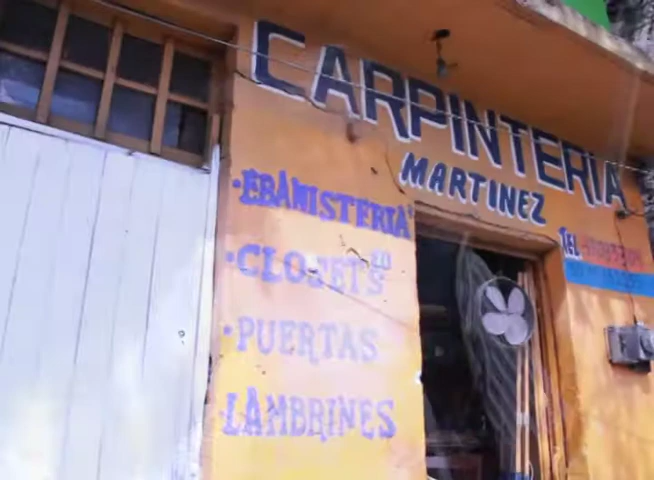 CARPINTERIA
MARTINEZ
·EBANISTERIA
·CLOSETS
·PUERTAS
LAMBRINES
TEL